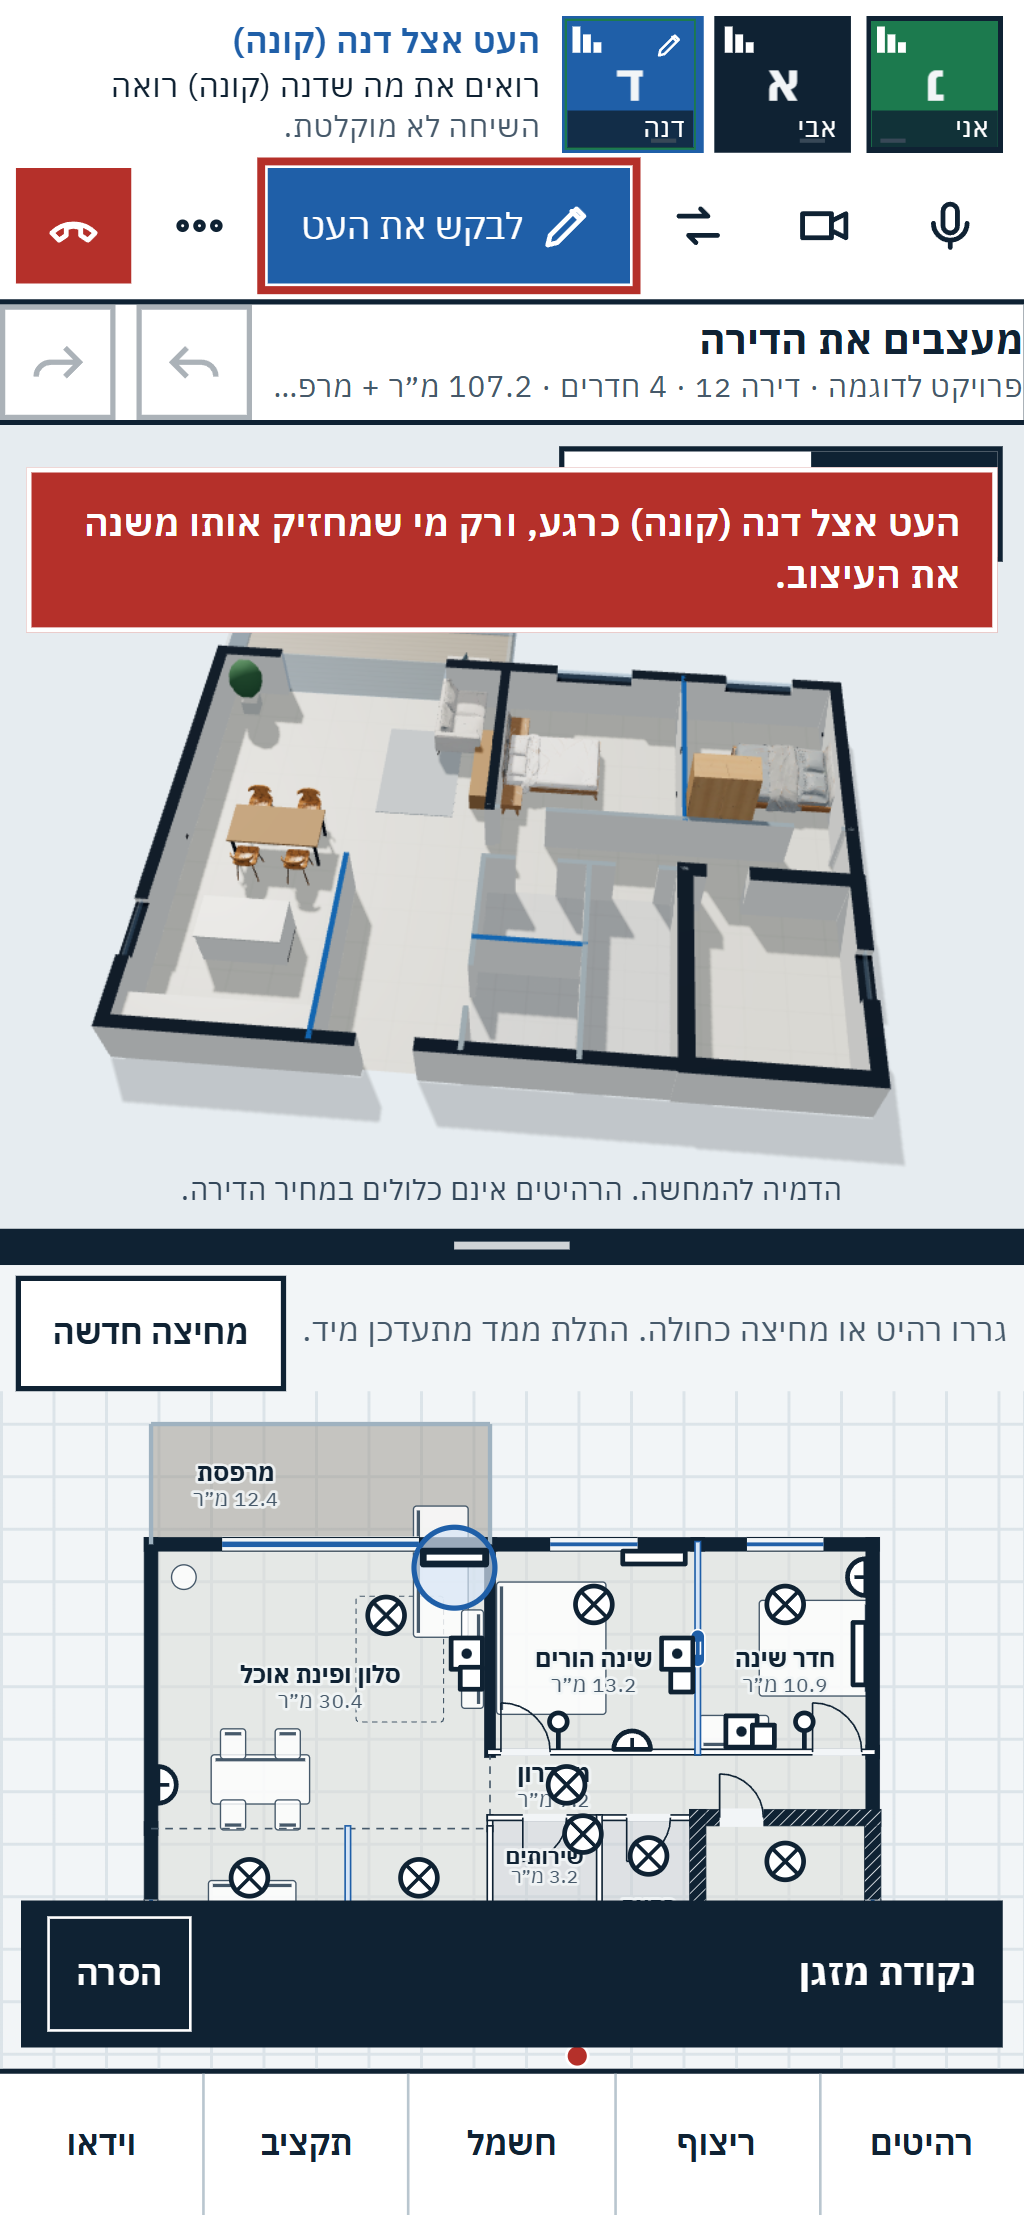 נ
אני
א
אבי
ד
דנה
העט אצל דנה (קונה)
רואים את מה שדנה (קונה) רואה
השיחה לא מוקלטת.
לבקש את העט
מעצבים את הדירה
פרויקט לדוגמה · דירה 12 · 4 חדרים · 107.2 מ״ר + מרפ...
העט אצל דנה (קונה) כרגע, ורק מי שמחזיק אותו משנה
את העיצוב.
הדמיה להמחשה. הרהיטים אינם כלולים במחיר הדירה.
גררו רהיט או מחיצה כחולה. התלת ממד מתעדכן מיד.
מחיצה חדשה
מרפסת
12.4 מ״ר
סלון ופינת אוכל
30.4 מ״ר
שינה הורים
13.2 מ״ר
חדר שינה
10.9 מ״ר
שירותים
3.2 מ״ר
נקודת מזגן
הסרה
רהיטים
ריצוף
חשמל
תקציב
וידאו